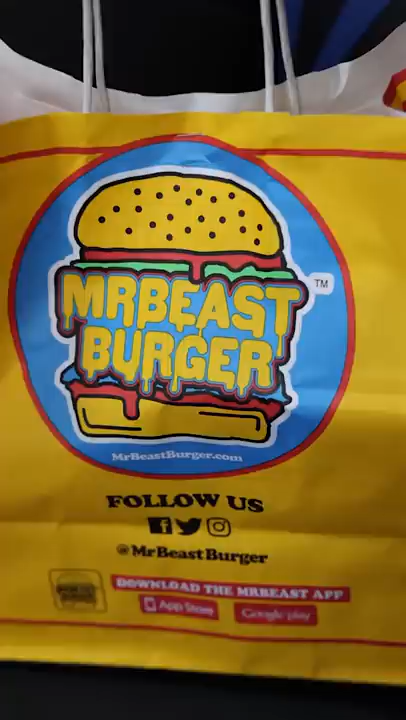 MRBEAST
BURGER
TM
MrBeastBurger.com
FOLLOW US
@MrBeastBurger
DOWNLOAD THE MRBEAST APP
App Store
Google play